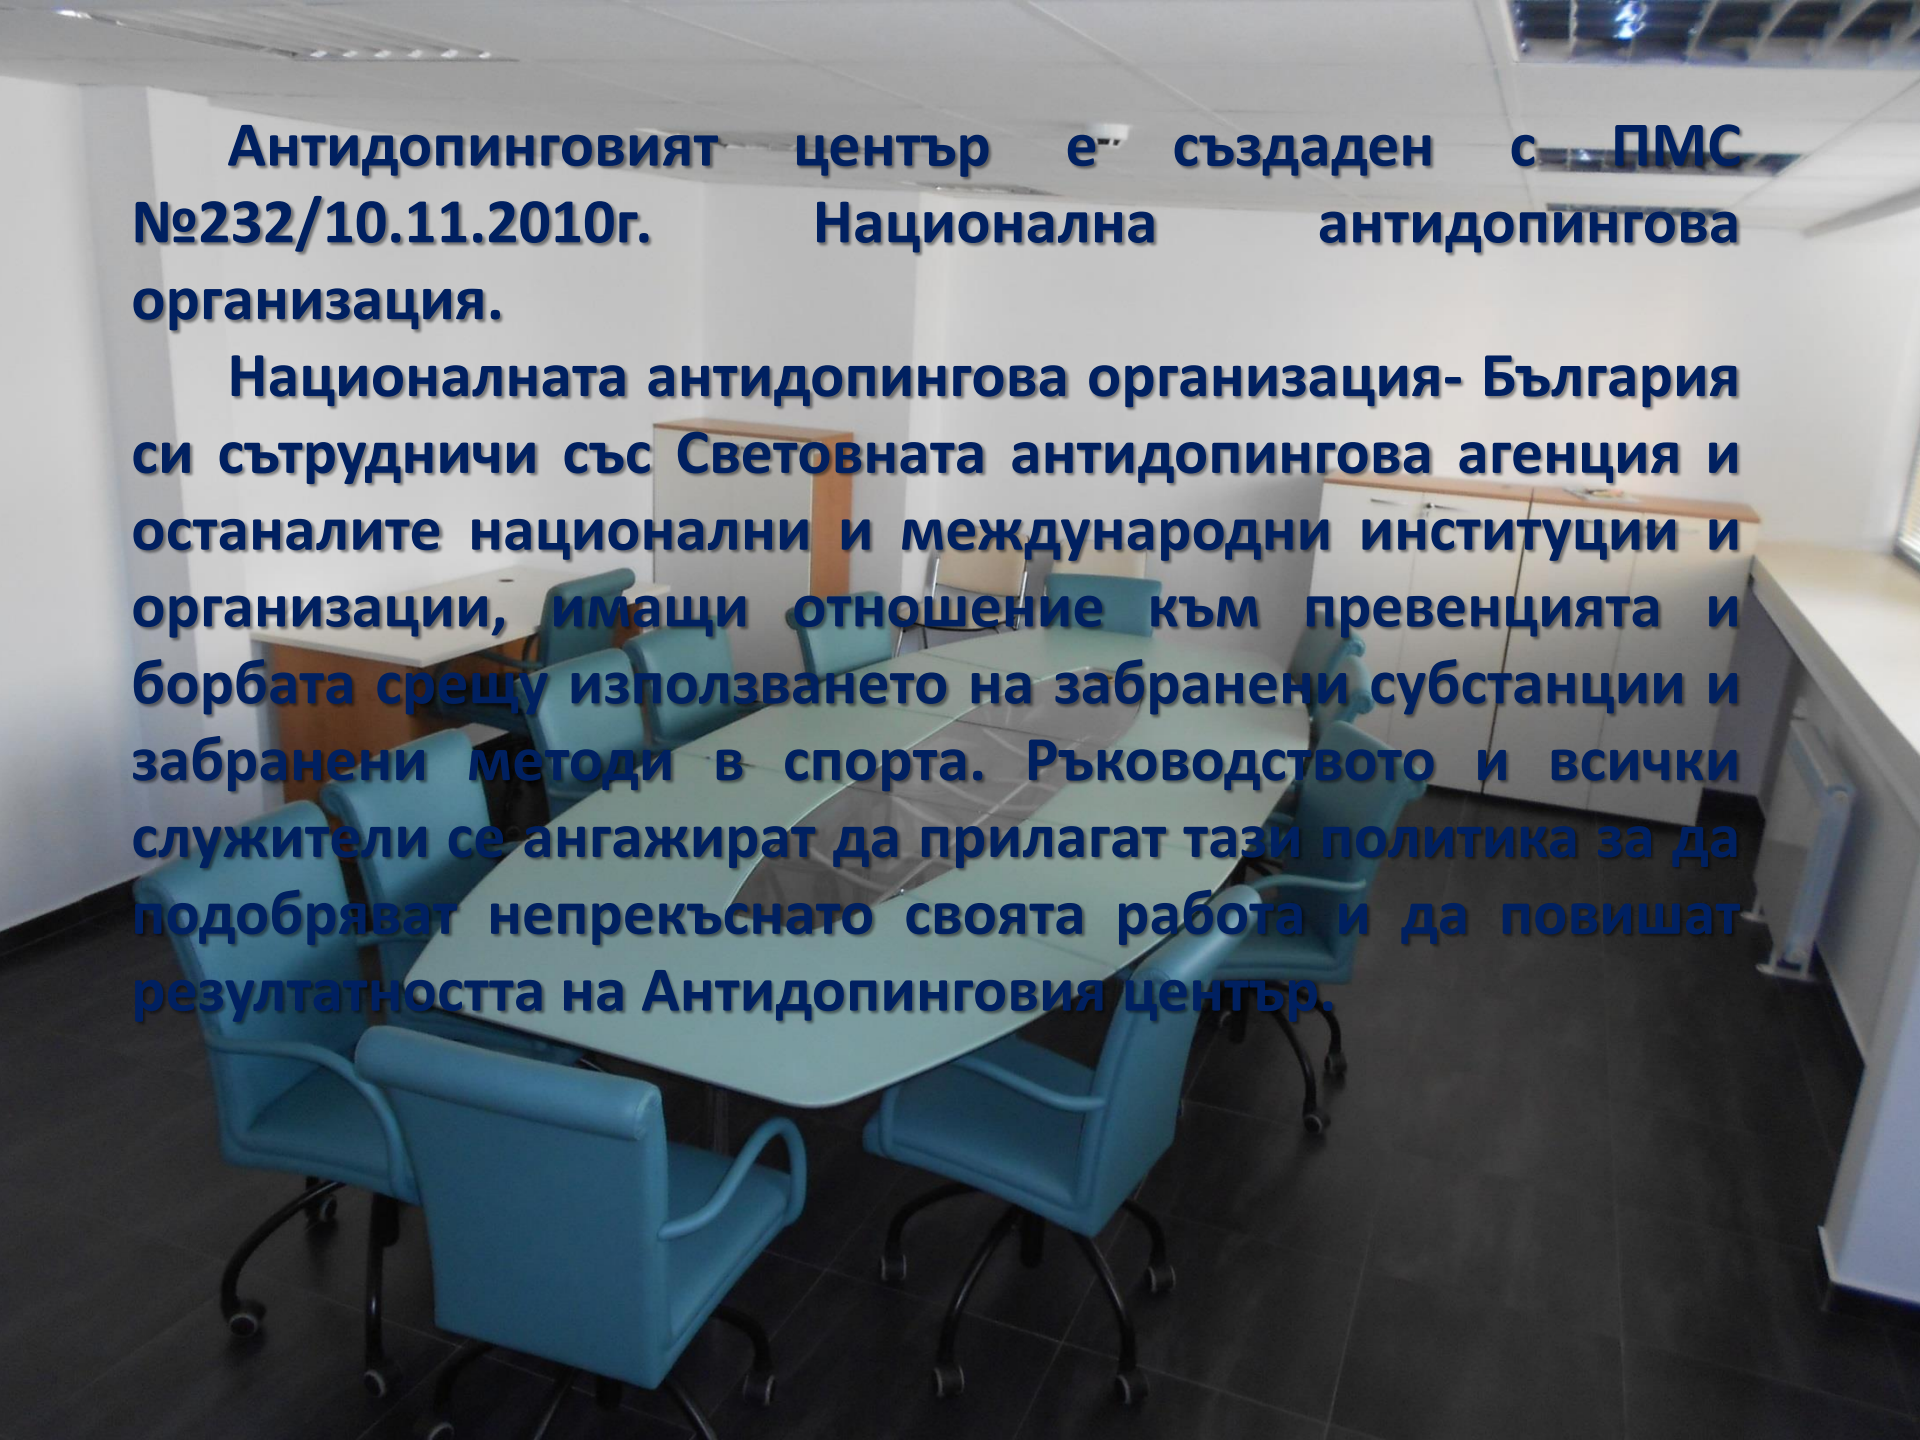 Антидопинговият център е създаден с ПМС
№232/10.11.2010г. Национална антидопингова
организация.
Националната антидопингова организация- България
си сътрудничи със Световната антидопингова агенция и
останалите национални и международни институции и
организации, имащи отношение към превенцията и
борбата срещу използването на забранени субстанции и
забранени методи в спорта. Ръководството и всички
служители се ангажират да прилагат тази политика за да
подобряват непрекъснато своята работа и да повишат
резултатността на Антидопинговия център.